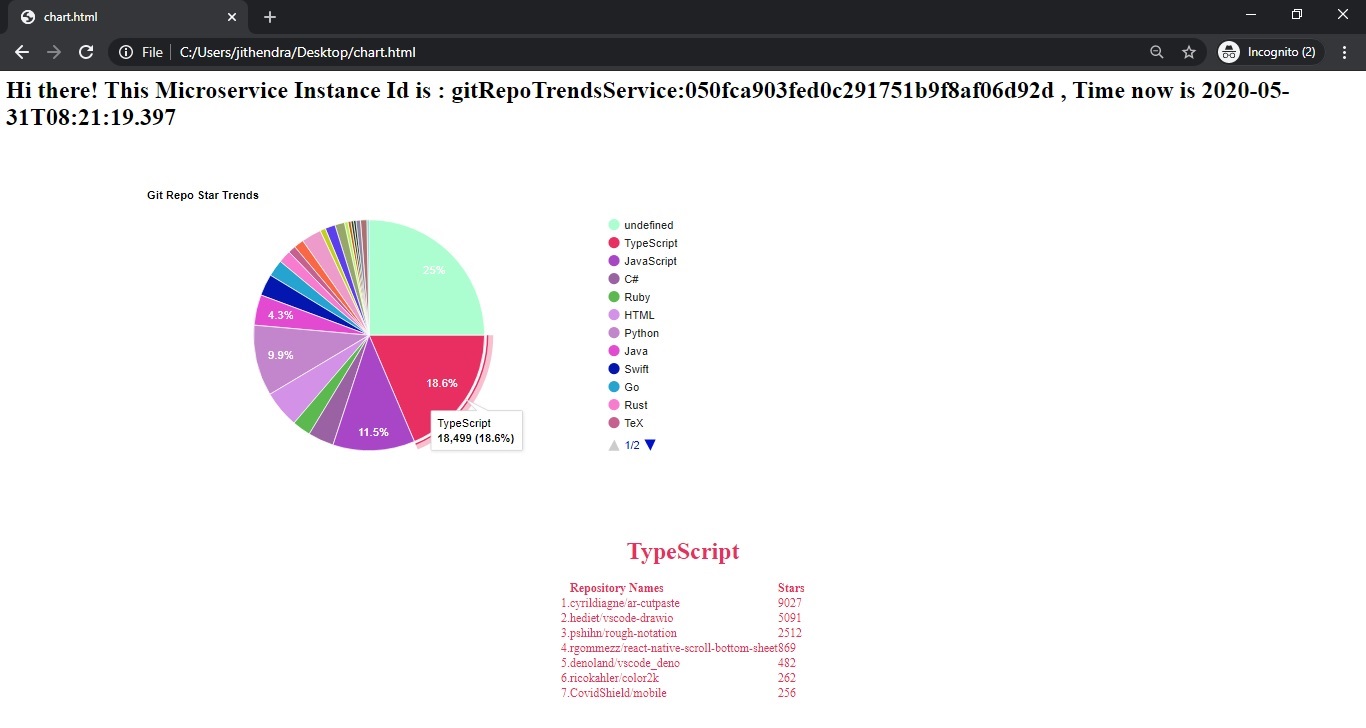 chart.html
File C:/Users/jithendra/Desktop/chart.html
Incognito (2)
Hi there! This Microservice Instance Id is : gitRepoTrendsService:050fca903fed0c291751b9f8af06d92d , Time now is 2020-05-
31T08:21:19.397
Git Repo Star Trends
25%
18.6%
11.5%
9.9%
4.3%
TypeScript
18,499 (18.6%)
undefined
TypeScript
JavaScript
C#
Ruby
HTML
Python
Java
Swift
Go
Rust
TeX
1/2
TypeScript
Repository Names Stars
1.cyrildiagne/ar-cutpaste 9027
2.hediet/vscode-drawio 5091
3.pshihn/rough-notation 2512
4.rgommezz/react-native-scroll-bottom-sheet 869
5.denoland/vscode_deno 482
6.ricokahler/color2k 262
7.CovidShield/mobile 256